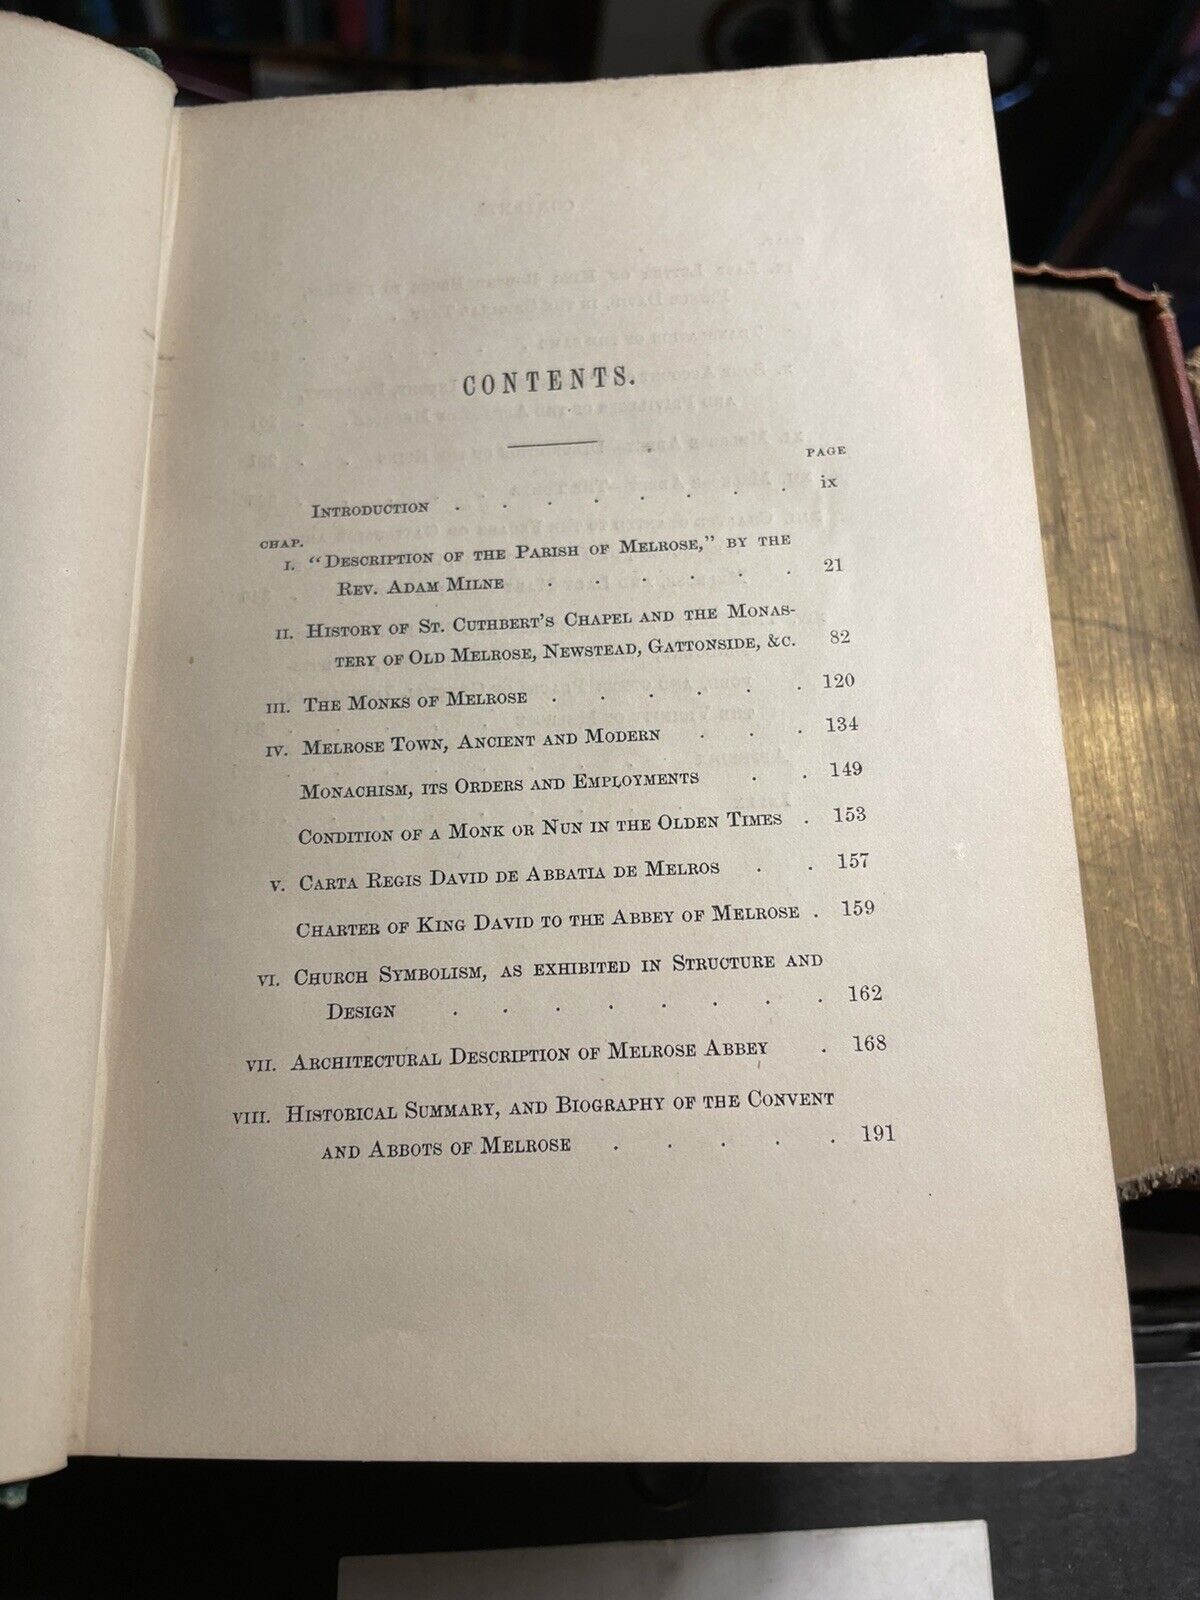 CONTENTS.
PAGE
INTRODUCTION . . . . . . . . ix
CHAP.
I. “DESCRIPTION OF THE PARISH OF MELROSE,” BY THE
REV. ADAM MILNE . . . . . . 21
II. HISTORY OF ST. CUTHBERT’S CHAPEL AND THE MONAS-
TERY OF OLD MELROSE, NEWSTEAD, GATTONSIDE, &C. 82
III. THE MONKS OF MELROSE . . . . . . 120
IV. MELROSE TOWN, ANCIENT AND MODERN . . . 134
MONACHISM, ITS ORDERS AND EMPLOYMENTS . . 149
CONDITION OF A MONK OR NUN IN THE OLDEN TIMES . 153
V. CARTA REGIS DAVID DE ABBATIA DE MELROS . . 157
CHARTER OF KING DAVID TO THE ABBEY OF MELROSE . 159
VI. CHURCH SYMBOLISM, AS EXHIBITED IN STRUCTURE AND
DESIGN . . . . . . . . 162
VII. ARCHITECTURAL DESCRIPTION OF MELROSE ABBEY . 168
VIII. HISTORICAL SUMMARY, AND BIOGRAPHY OF THE CONVENT
AND ABBOTS OF MELROSE . . . . . 191